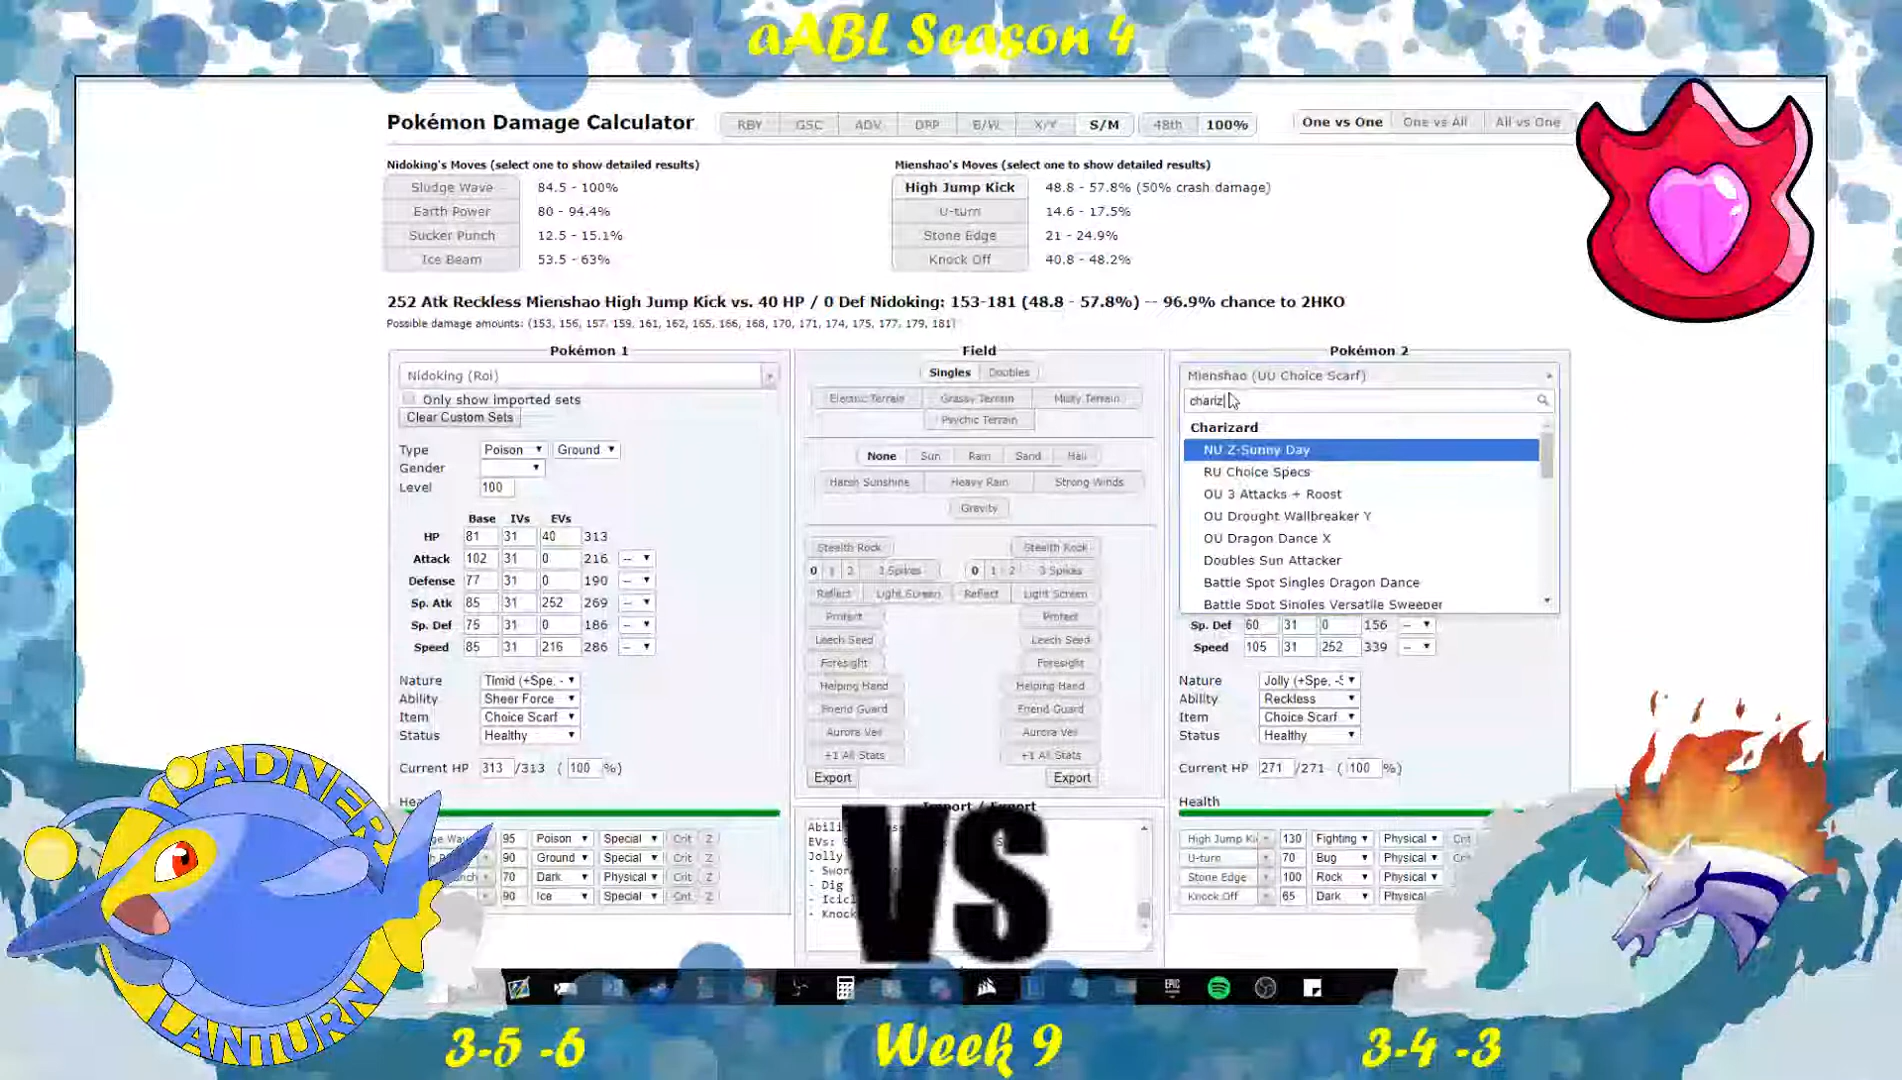 aABL Season 4
Pokémon Damage Calculator
RBY GSC ADV DPP B/W X/Y S/M 48th 100% One vs One One vs All All vs One
Nidoking's Moves (select one to show detailed results)
Sludge Wave 84.5 - 100%
Earth Power 80 - 94.4%
Sucker Punch 12.5 - 15.1%
Ice Beam 53.5 - 63%
Mienshao's Moves (select one to show detailed results)
High Jump Kick 48.8 - 57.8% (50% crash damage)
U-turn 14.6 - 17.5%
Stone Edge 21 - 24.9%
Knock Off 40.8 - 48.2%
252 Atk Reckless Mienshao High Jump Kick vs. 40 HP / 0 Def Nidoking: 153-181 (48.8 - 57.8%) -- 96.9% chance to 2HKO
Possible damage amounts: (153, 156, 157, 159, 161, 162, 165, 166, 168, 170, 171, 174, 175, 177, 179, 181)
Pokémon 1
Nidoking (Roi)
Only show imported sets
Clear Custom Sets
Type Poison Ground
Gender
Level 100
Base IVs EVs
HP 81 31 40 313
Attack 102 31 0 216 --
Defense 77 31 0 190 --
Sp. Atk 85 31 252 269 --
Sp. Def 75 31 0 186 --
Speed 85 31 216 286 --
Nature Timid (+Spe, -
Ability Sheer Force
Item Choice Scarf
Status Healthy
Current HP 313 /313 ( 100 %)
95 Poison Special Crit Z
90 Ground Special Crit Z
70 Dark Physical Crit Z
90 Ice Special Crit Z
Field
Singles Doubles
Electric Terrain Grassy Terrain Misty Terrain
Psychic Terrain
None Sun Rain Sand Hail
Harsh Sunshine Heavy Rain Strong Winds
Gravity
Stealth Rock Stealth Rock
0 1 2 3 Spikes 0 1 2 3 Spikes
Reflect Light Screen Reflect Light Screen
Protect Protect
Leech Seed Leech Seed
Foresight Foresight
Helping Hand Helping Hand
Friend Guard Friend Guard
Aurora Veil Aurora Veil
+1 All Stats +1 All Stats
Export Export
Import / Export
EVs:
Jolly
- Dig
Pokémon 2
Mienshao (UU Choice Scarf)
chariz
Charizard
NU Z-Sunny Day
RU Choice Specs
OU 3 Attacks + Roost
OU Drought Wallbreaker Y
OU Dragon Dance X
Doubles Sun Attacker
Battle Spot Singles Dragon Dance
Battle Spot Singles Versatile Sweeper
Sp. Def 60 31 0 156 --
Speed 105 31 252 339 --
Nature Jolly (+Spe, -S
Ability Reckless
Item Choice Scarf
Status Healthy
Current HP 271 /271 ( 100 %)
Health
High Jump Ki 130 Fighting Physical Crit
U-turn 70 Bug Physical
Stone Edge 100 Rock Physical
Knock Off 65 Dark Physical
VS
ADNER
LANTURN
EPIC
3-5 -6
Week 9
3-4 -3